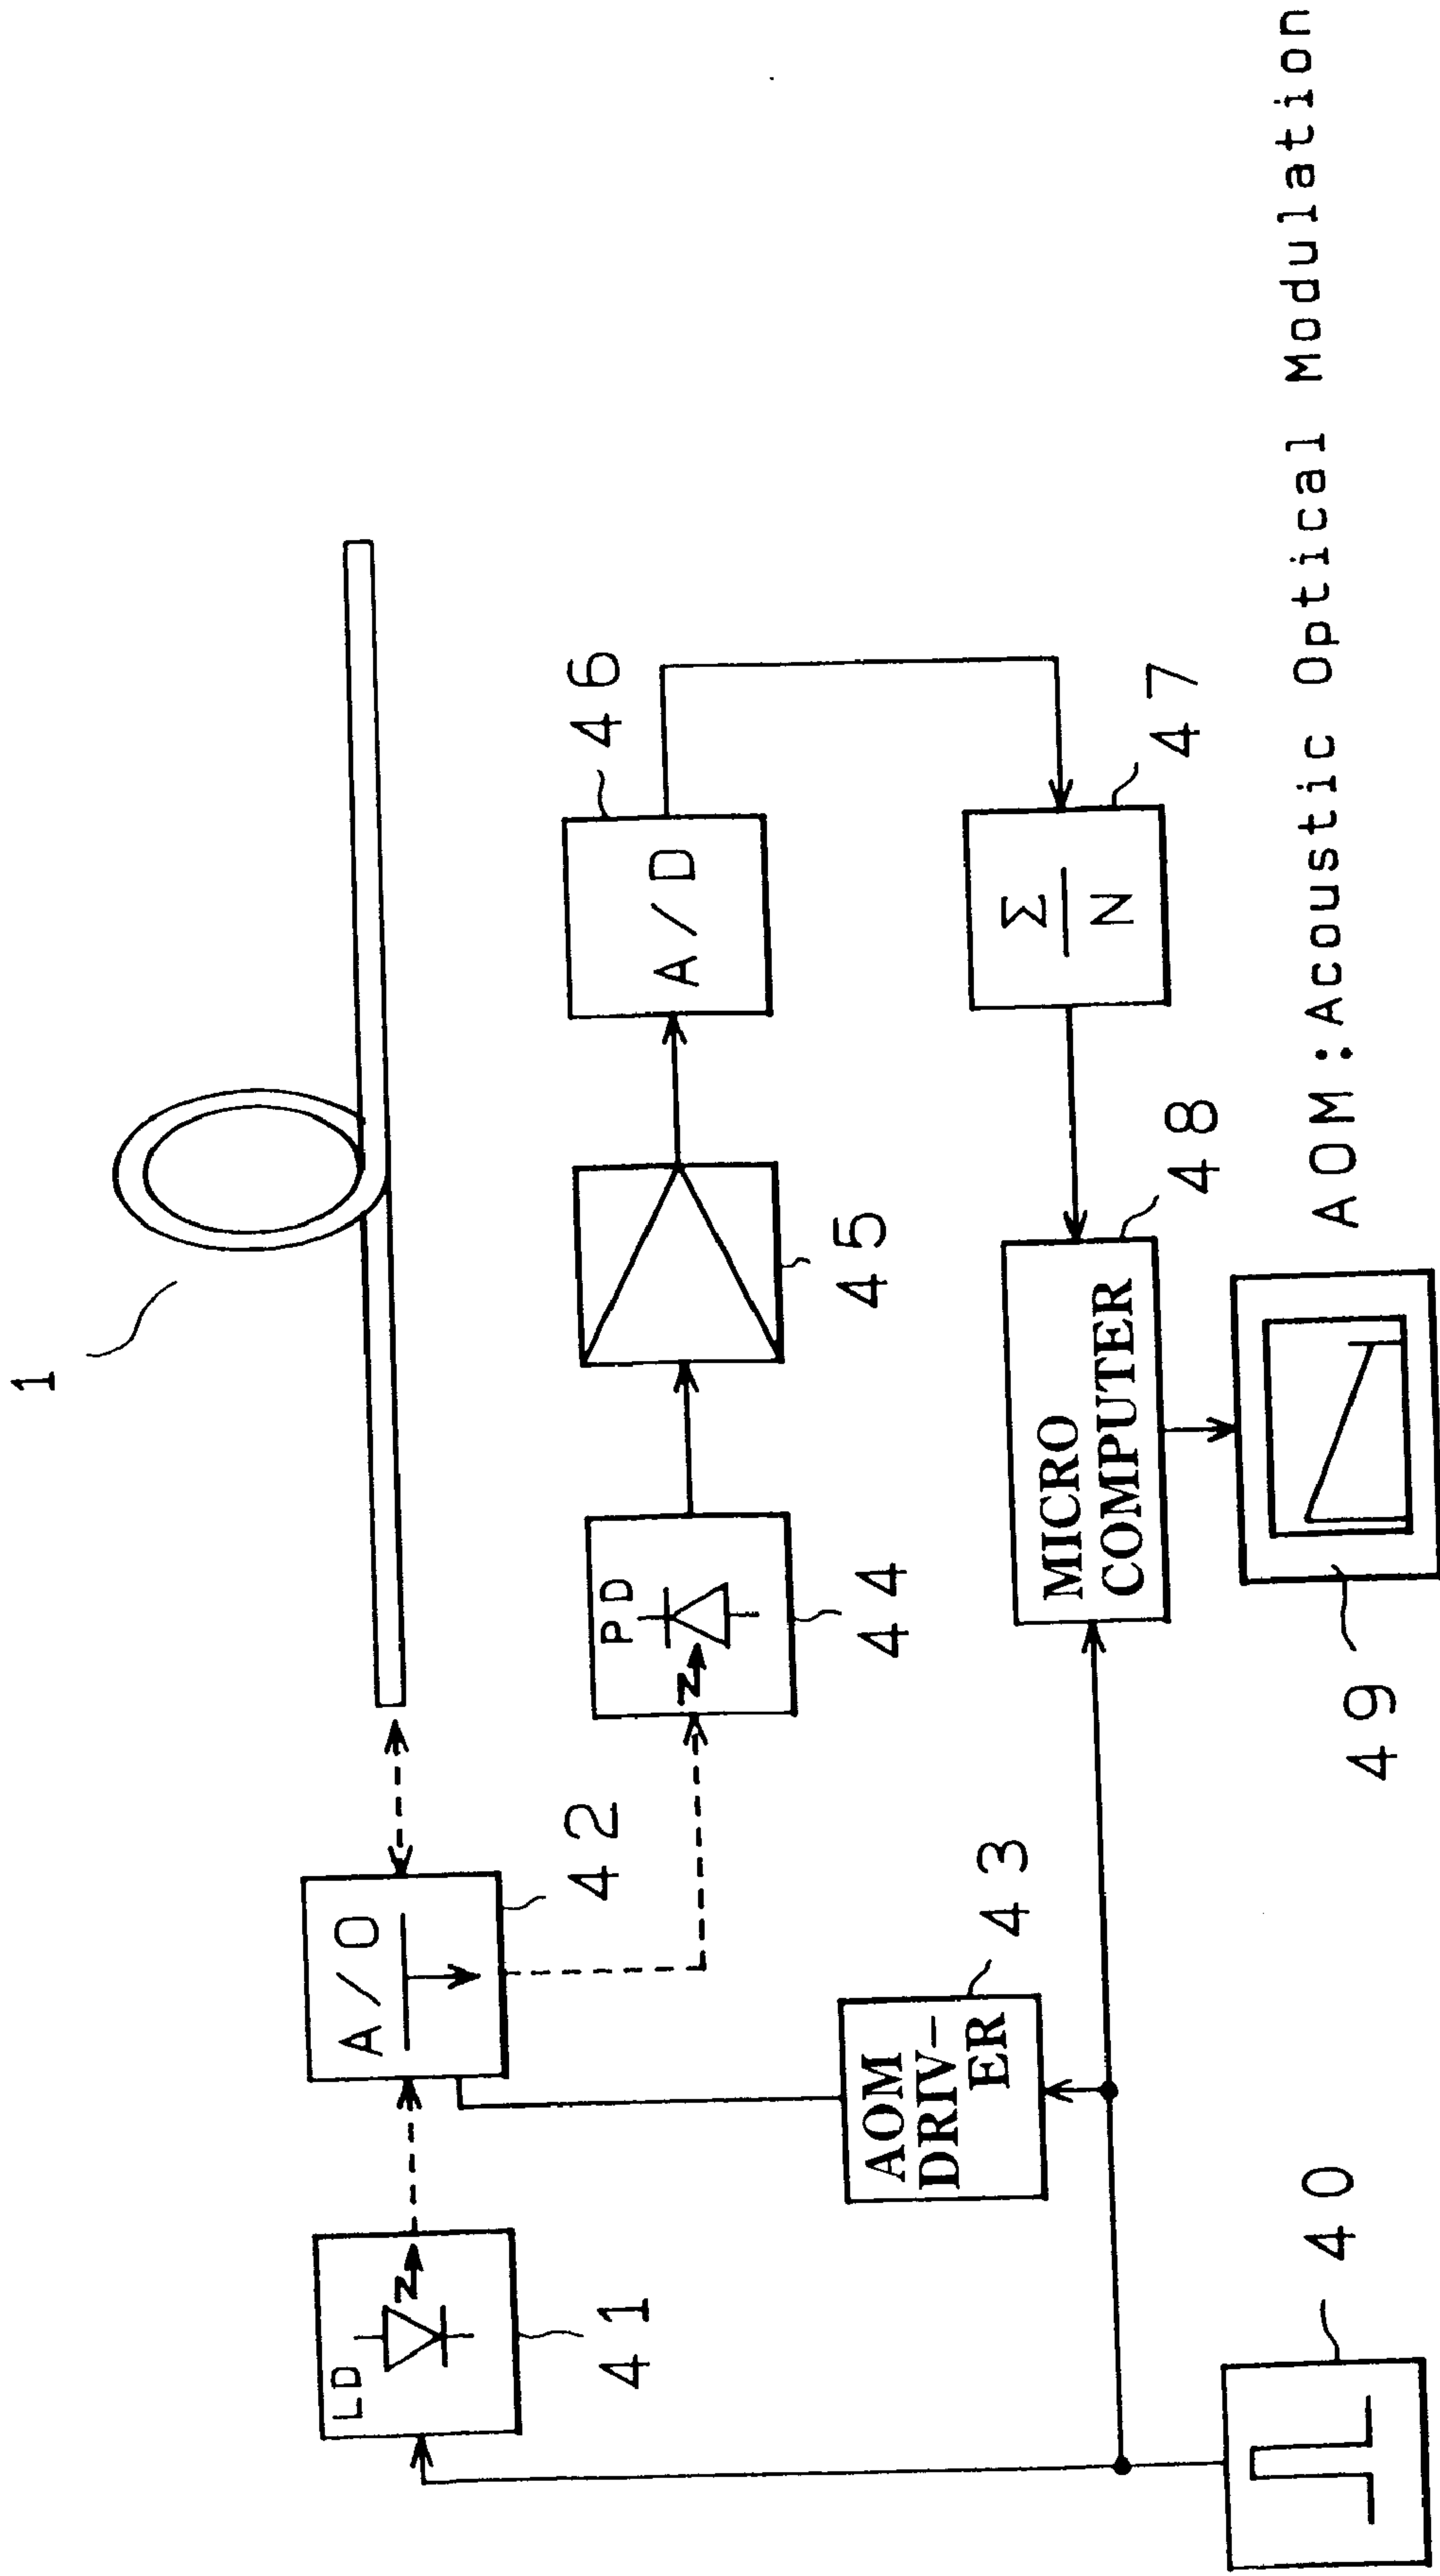 1
LD
41
A/O
42
PD
44
45
A/D
46
AOM
DRIV-
ER
43
MICRO
COMPUTER
48
Σ
N
47
40
49
AOM:Acoustic Optical Modulation